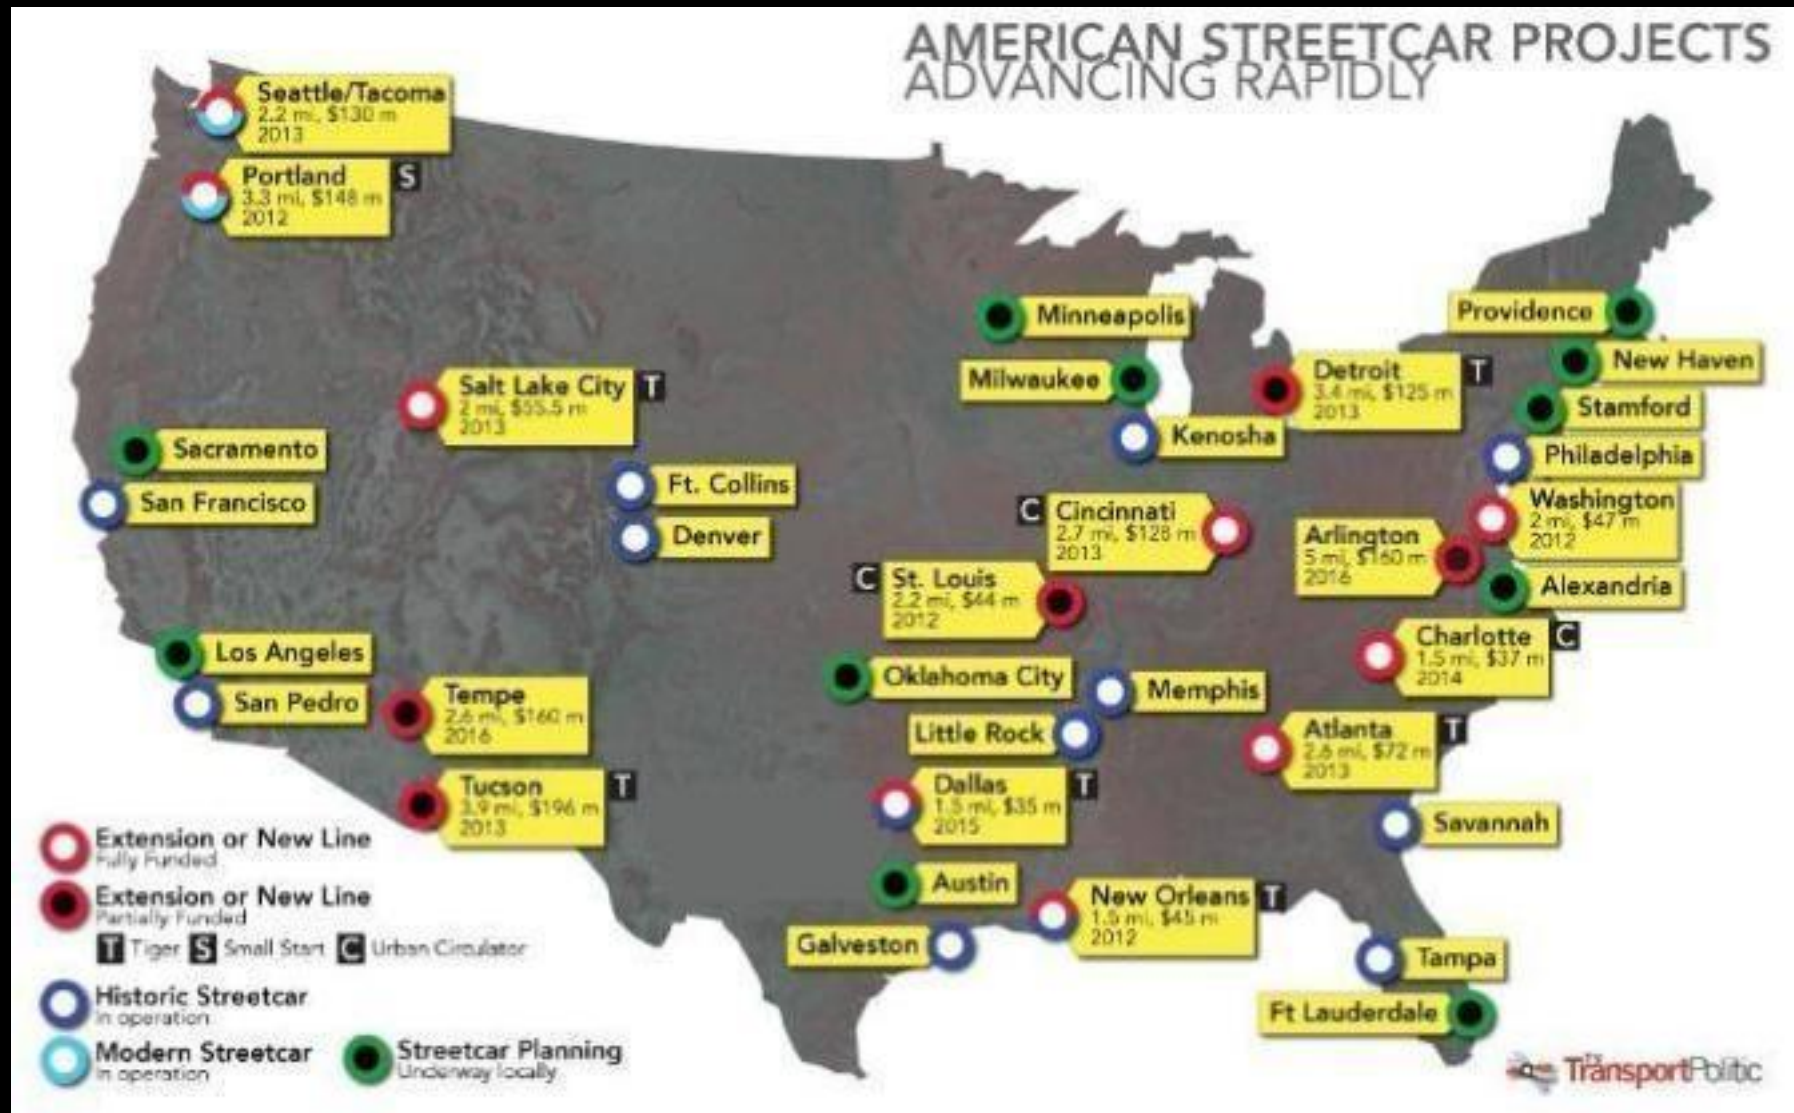 AMERICAN STREETCAR PROJECTS
ADVANCING RAPIDLY
Seattle/Tacoma
2.2 mi, $130 m
2013
Portland
3.3 mi, $148 m
2012
S
Minneapolis
Providence
Milwaukee
Detroit
3.4 mi, $125 m
2013
T
New Haven
Salt Lake City
2 mi, $55.5 m
2013
T
Stamford
Kenosha
Sacramento
Philadelphia
San Francisco
Ft. Collins
Denver
C
Cincinnati
2.7 mi, $128 m
2013
Washington
2 mi, $47 m
2012
Arlington
5 mi, $160 m
2016
C
St. Louis
2.2 mi, $44 m
2012
Alexandria
Los Angeles
Charlotte
1.5 mi, $37 m
2014
C
Oklahoma City
San Pedro
Memphis
Tempe
2.6 mi, $160 m
2016
Little Rock
Atlanta
2.6 mi, $72 m
2013
T
Tucson
3.9 mi, $196 m
2013
T
Dallas
1.5 mi, $35 m
2015
T
Savannah
Austin
New Orleans
1.5 mi, $45 m
2012
T
Galveston
Tampa
Ft Lauderdale
Extension or New Line
Fully Funded
Extension or New Line
Partially Funded
T Tiger S Small Start C Urban Circulator
Historic Streetcar
In operation
Modern Streetcar
In operation
Streetcar Planning
Underway locally
TransportPolitic